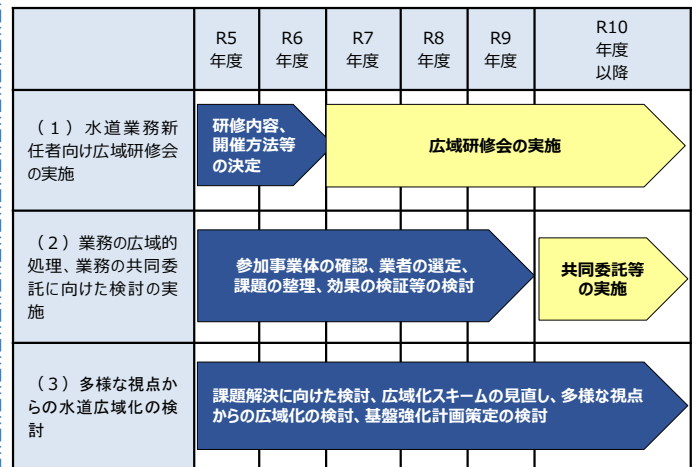 R5
年度
R6
年度
R7
年度
R8
年度
R9
年度
R10
年度
以降
（１）水道業務新
任者向け広域研修会
の実施
研修内容、
開催方法等
の決定
広域研修会の実施
（２）業務の広域的
処理、業務の共同委
託に向けた検討の実
施
参加事業体の確認、業者の選定、
課題の整理、効果の検証等の検討
共同委託等
の実施
（３）多様な視点か
らの水道広域化の検
討
課題解決に向けた検討、広域化スキームの見直し、多様な視点
からの広域化の検討、基盤強化計画策定の検討